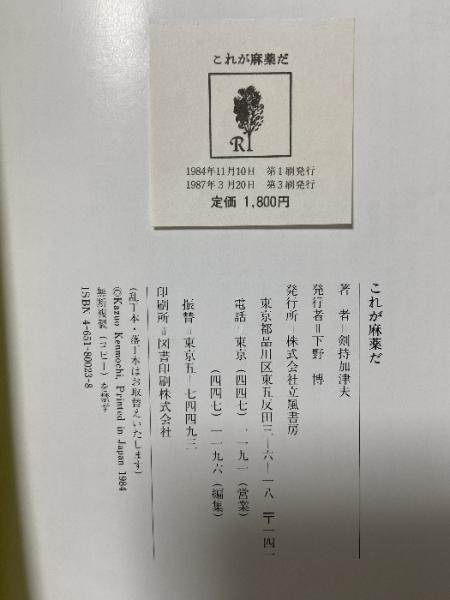 これが麻薬だ
R
1984年11月10日 第1刷発行
1987年3月20日 第3刷発行
定価 1,800円
これが麻薬だ
著 者=剣持加津夫
発行者=下野 博
発行所=株式会社立風書房
東京都品川区東五反田三―六―一八 〒一四一
電話=東京(四四七)一一九一(営業)
(四四七)一一九六(編集)
振替=東京五―七四四九三
印刷所=図書印刷株式会社
(乱丁本・落丁本はお取替えいたします)
©Kazuo Kenmochi, Printed in Japan 1984
無断複製(コピー)を禁ず
ISBN 4-651-80023-8